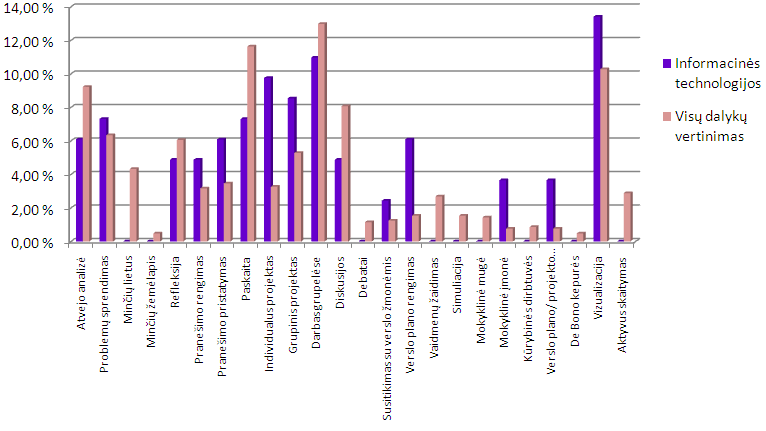 14,00 %
12,00 %
10,00 %
8,00 %
6,00 %
4,00 %
2,00 %
0,00 %
Atvejo analizė
Problemų sprendimas
Minčių lietus
Minčių žemėlapis
Refleksija
Pranešimo rengimas
Pranešimo pristatymas
Paskaita
Individualus projektas
Grupinis projektas
Darbas grupelėse
Diskusijos
Debatai
Susitikimas su verslo žmonėmis
Verslo plano rengimas
Vaidmenų žaidimas
Simuliacija
Mokyklinė mugė
Mokyklinė įmonė
Kūrybinės dirbtuvės
Verslo plano/ projekto...
De Bono kepurės
Vizualizacija
Aktyvus skaitymas
Informacinės
technologijos
Visų dalykų
vertinimas